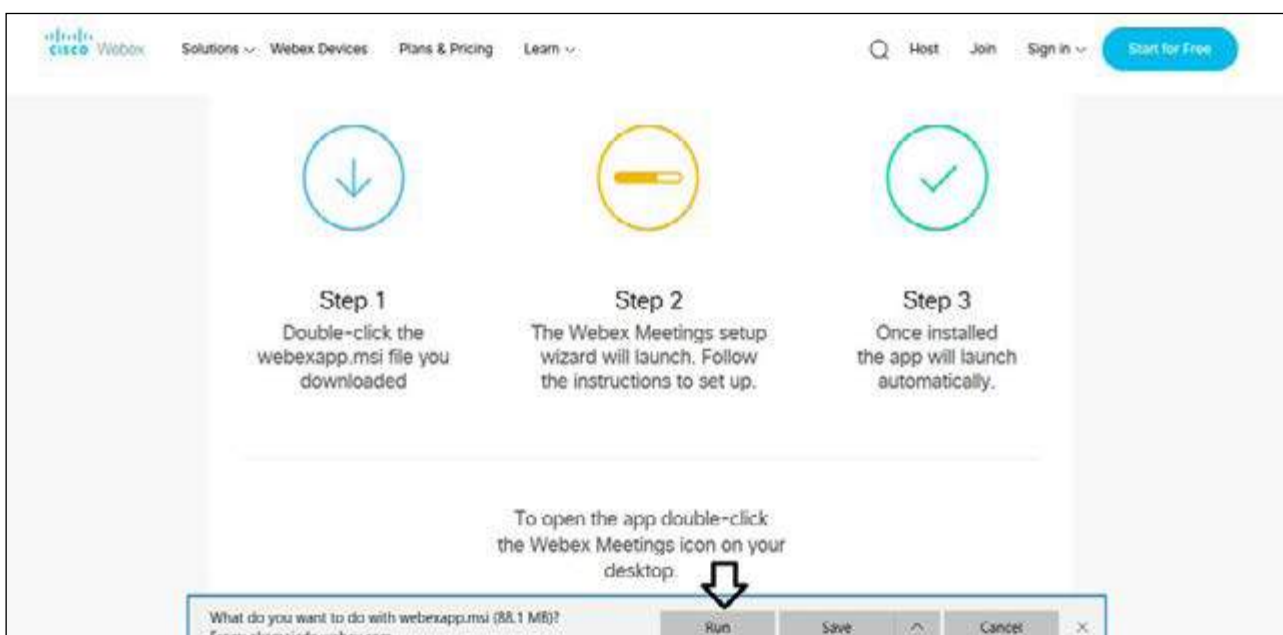 cisco Webex
Solutions Webex Devices Plans & Pricing Learn Host Join Sign in Start for Free
Step 1
Double-click the
webexapp.msi file you
downloaded
Step 2
The Webex Meetings setup
wizard will launch. Follow
the instructions to set up.
Step 3
Once installed
the app will launch
automatically.
To open the app double-click
the Webex Meetings icon on your
desktop.
What do you want to do with webexapp.msi (88.1 MB)?
Run Save Cancel